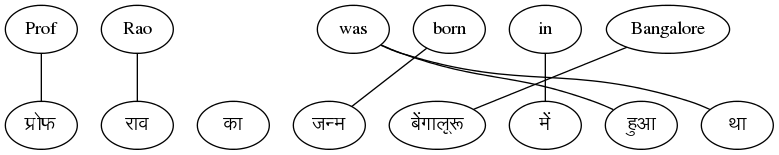 Prof Rao was born in Bangalore
प्रोफ राव का जन्म बेंगालूरू में हुआ था